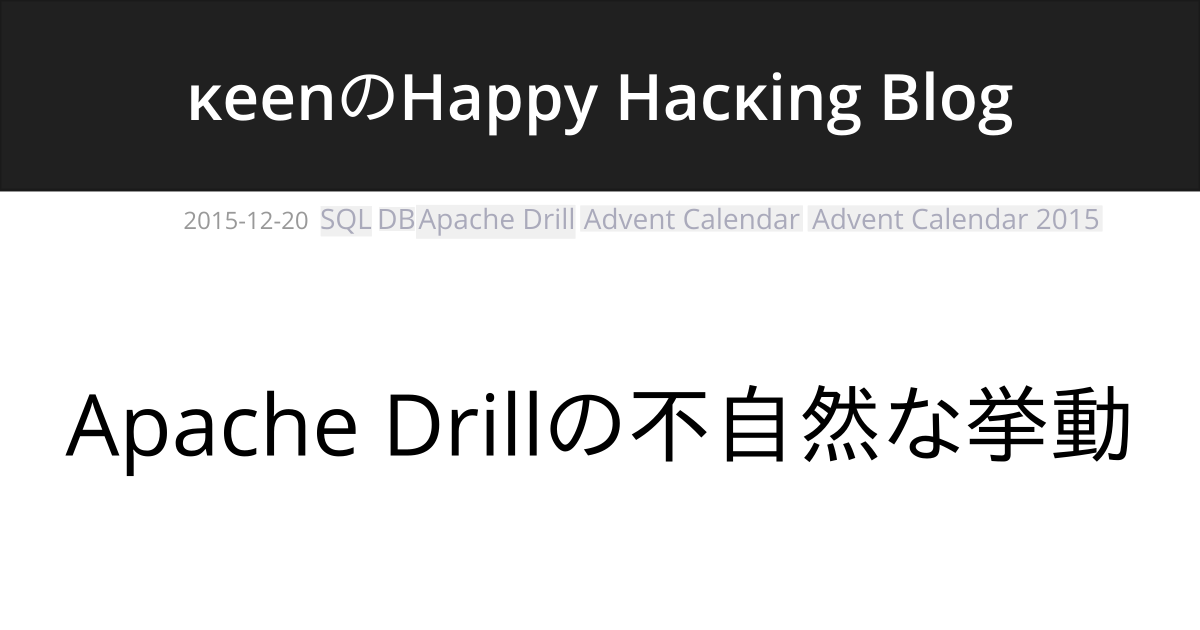 κeenのHappy Hacκing Blog
2015-12-20 SQL DB Apache Drill Advent Calendar Advent Calendar 2015
Apache Drillの不自然な挙動